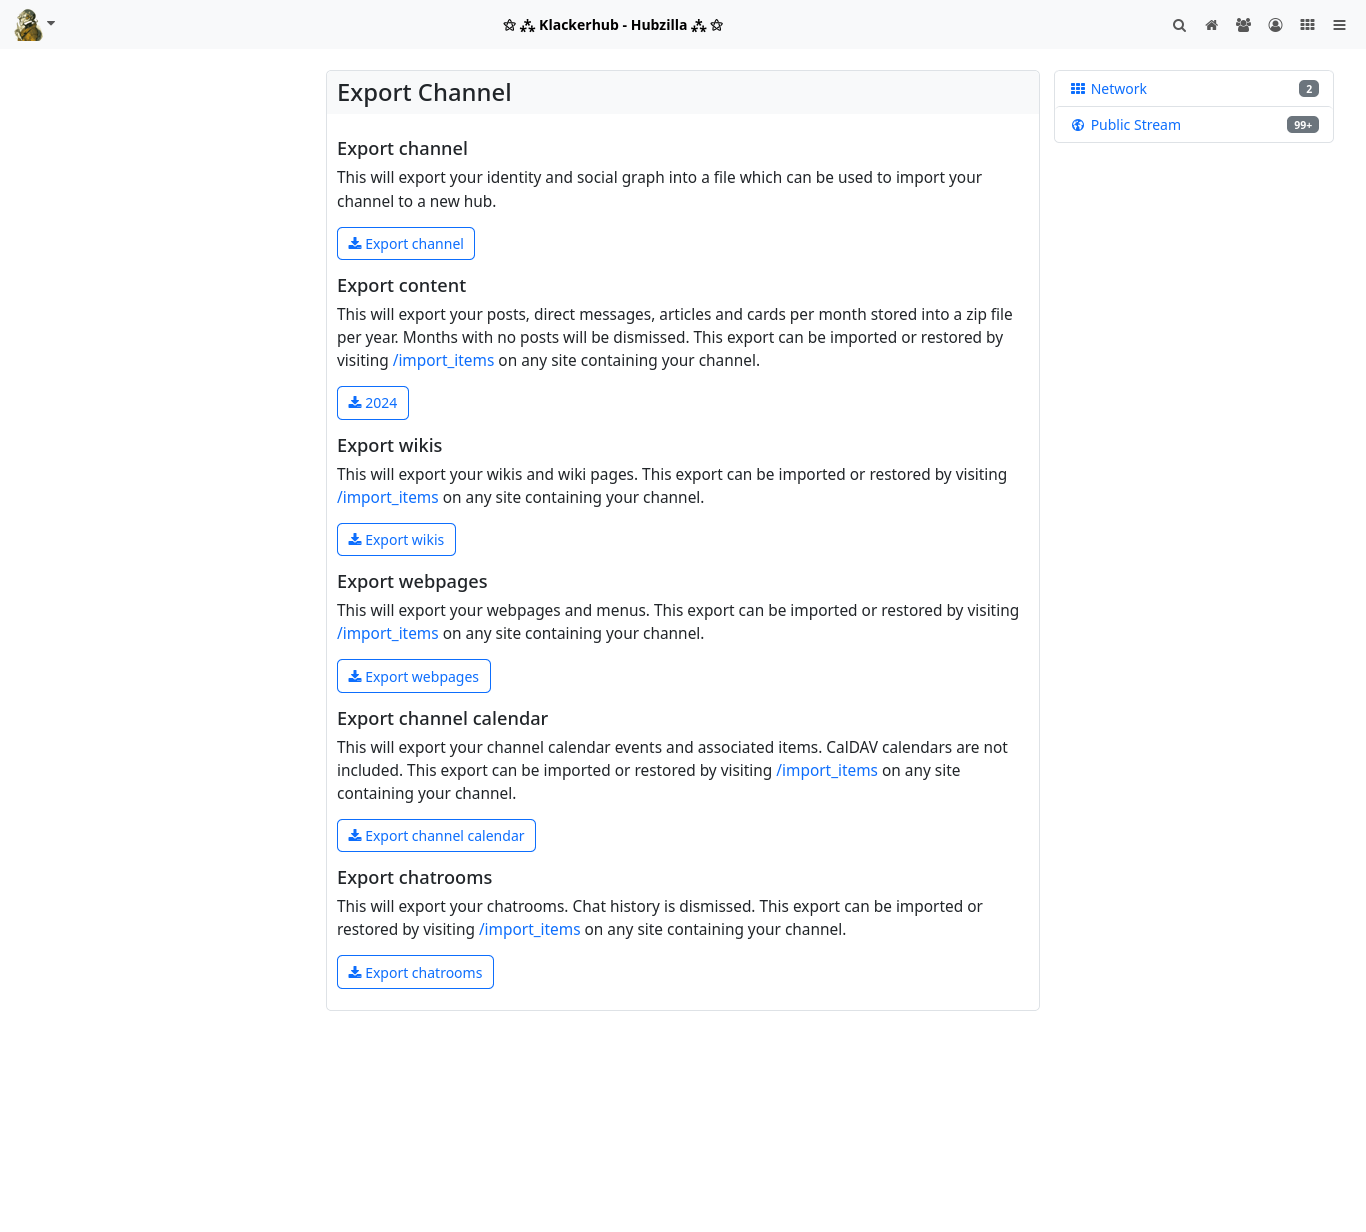 ✩ ⁂ Klackerhub - Hubzilla ⁂ ✩
Export Channel
Export channel
This will export your identity and social graph into a file which can be used to import your
channel to a new hub.
Export channel
Export content
This will export your posts, direct messages, articles and cards per month stored into a zip file
per year. Months with no posts will be dismissed. This export can be imported or restored by
visiting /import_items on any site containing your channel.
2024
Export wikis
This will export your wikis and wiki pages. This export can be imported or restored by visiting
/import_items on any site containing your channel.
Export wikis
Export webpages
This will export your webpages and menus. This export can be imported or restored by visiting
/import_items on any site containing your channel.
Export webpages
Export channel calendar
This will export your channel calendar events and associated items. CalDAV calendars are not
included. This export can be imported or restored by visiting /import_items on any site
containing your channel.
Export channel calendar
Export chatrooms
This will export your chatrooms. Chat history is dismissed. This export can be imported or
restored by visiting /import_items on any site containing your channel.
Export chatrooms
Network 2
Public Stream 99+